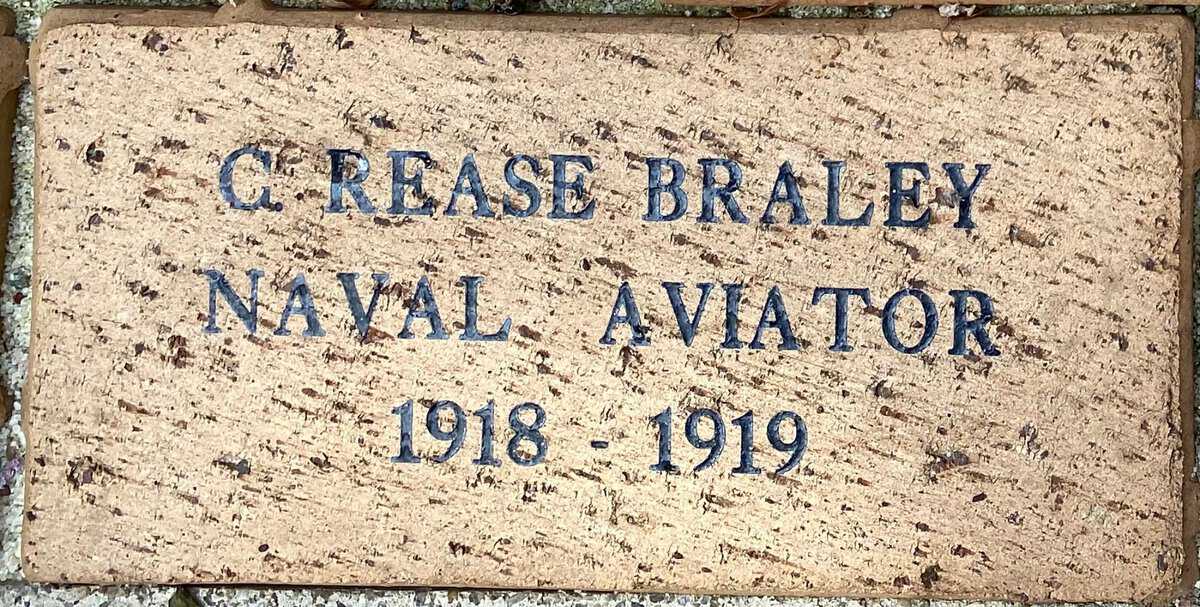 C. REASE BRALEY
NAVAL AVIATOR
1918 - 1919